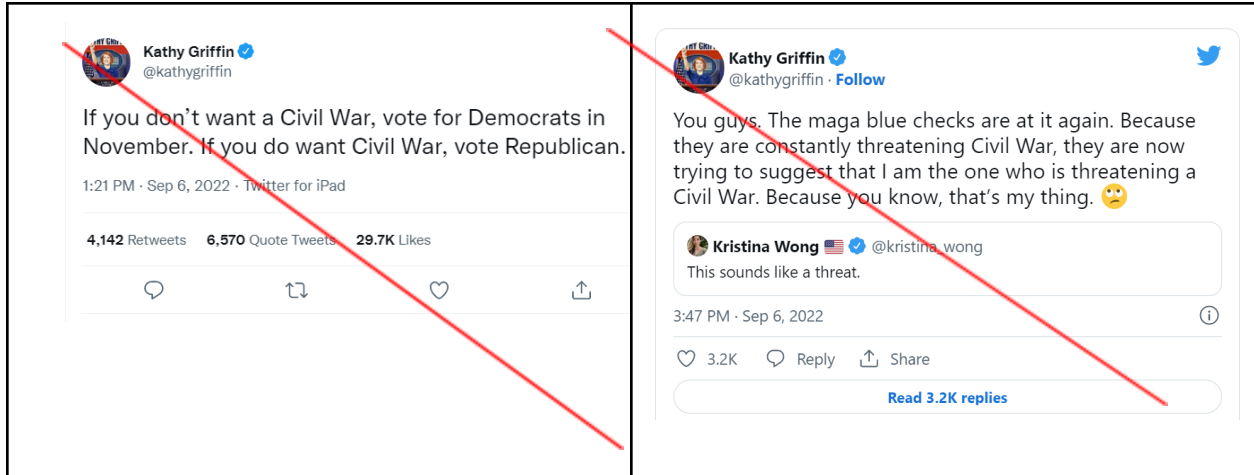 Kathy Griffin
@kathygriffin
If you don't want a Civil War, vote for Democrats in
November. If you do want Civil War, vote Republican.
1:21 PM · Sep 6, 2022 · Twitter for iPad
4,142 Retweets 6,570 Quote Tweets 29.7K Likes
Kathy Griffin
@kathygriffin · Follow
You guys. The maga blue checks are at it again. Because
they are constantly threatening Civil War, they are now
trying to suggest that I am the one who is threatening a
Civil War. Because you know, that's my thing. 🙄
Kristina Wong 🇺🇸 @kristina_wong
This sounds like a threat.
3:47 PM · Sep 6, 2022
3.2K Reply Share
Read 3.2K replies